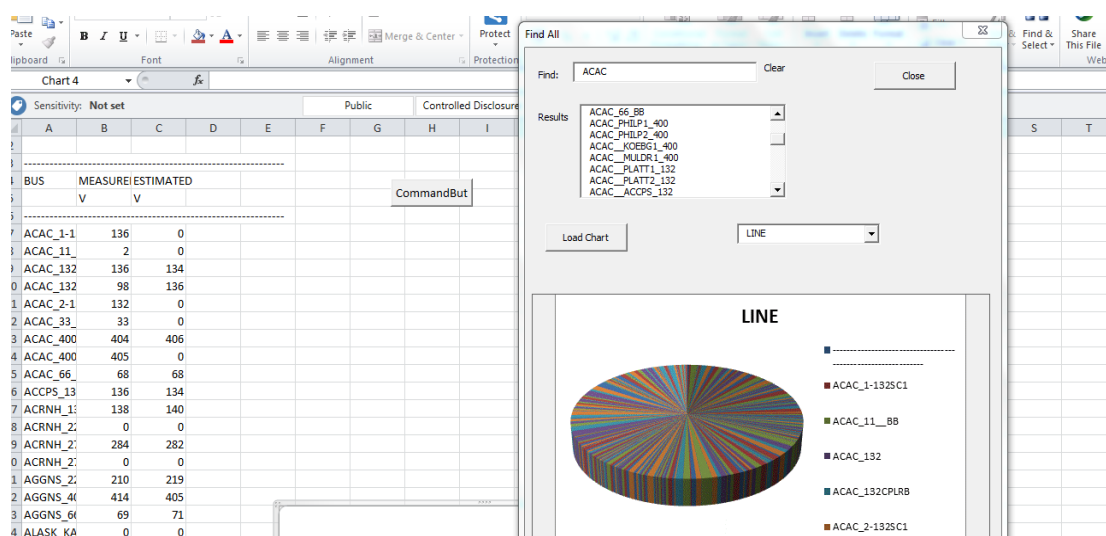 Paste
B I U
A
Merge & Center
Protect
Find & Select
Share This File
Clipboard
Font
Alignment
Protection
Web
Chart 4
fx
Sensitivity: Not set
Public
Controlled Disclosure
A B C D E F G H I S T
------------------------------------------------------------
BUS MEASURE ESTIMATED
V V
------------------------------------------------------------
ACAC_1-1 136 0
ACAC_11_ 2 0
ACAC_132 136 134
ACAC_132 98 136
ACAC_2-1 132 0
ACAC_33_ 33 0
ACAC_400 404 406
ACAC_400 405 0
ACAC_66_ 68 68
ACCPS_13 136 134
ACRNH_13 138 140
ACRNH_22 0 0
ACRNH_27 284 282
ACRNH_27 0 0
AGGNS_22 210 219
AGGNS_40 414 405
AGGNS_66 69 71
ALASK_KA 0 0
CommandBut
Find All
Find: ACAC
Clear
Close
Results
ACAC_66_BB
ACAC_PHILP1_400
ACAC_PHILP2_400
ACAC__KOEBG1_400
ACAC__MULDR1_400
ACAC__PLATT1_132
ACAC__PLATT2_132
ACAC__ACCPS_132
Load Chart
LINE
LINE
----------------------------------
-------------------------
ACAC_1-132SC1
ACAC_11__BB
ACAC_132
ACAC_132CPLRB
ACAC_2-132SC1